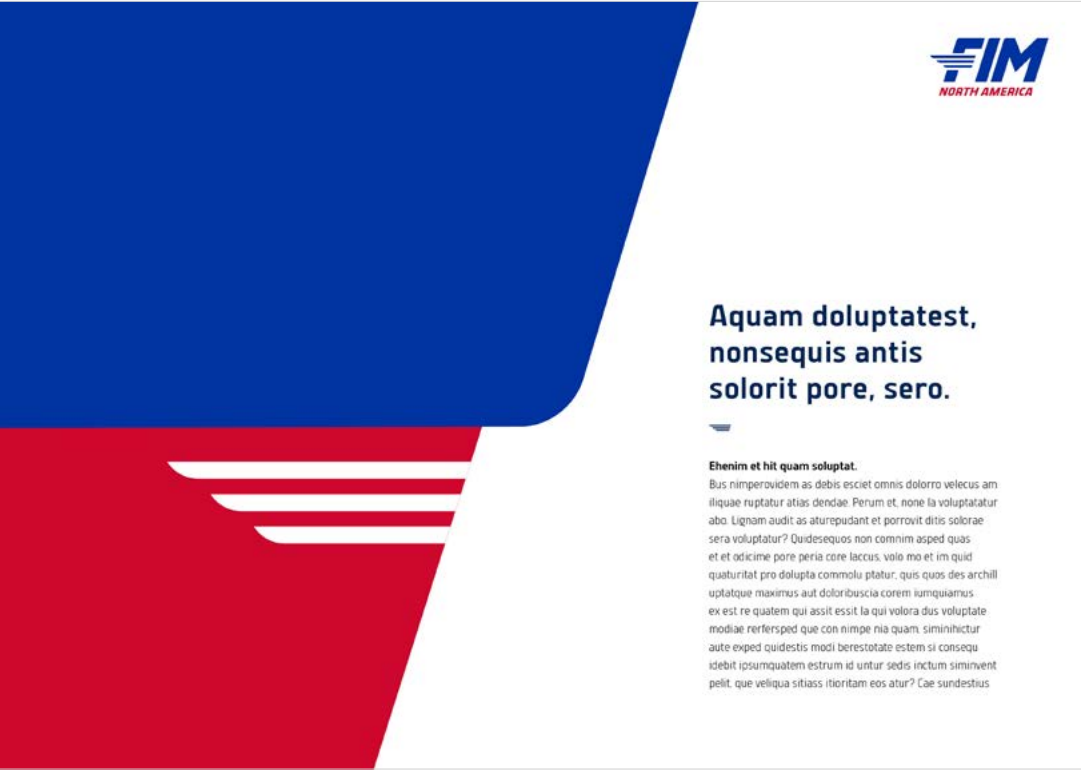 FIM
NORTH AMERICA
Aquam doluptatest,
nonsequis antis
solorit pore, sero.
Ehenim et hit quam soluptat.
Bus nimperovidem as debis esciet omnis dolorro velecus am
iliquae ruptatur atias dendae. Perum et, none la voluptatatur
abo. Lignam audit as aturepudant et porrovit ditis solorae
sera voluptatur? Quidesequos non comnim asped quas
et et odicime pore peria core laccus, volo mo et im quid
quaturitat pro dolupta commolu ptatur, quis quos des archill
uptatque maximus aut doloribuscia corem iumquiamus
ex est re quatem qui assit essit la qui volora dus voluptate
modiae rerfersped que con nimpe nia quam, siminihictur
aute exped quidestis modi berestotate estem si consequ
idebit ipsumquatem estrum id untur sedis inctum siminvent
pelit, que veliqua sitiass itioritam eos atur? Cae sundestius